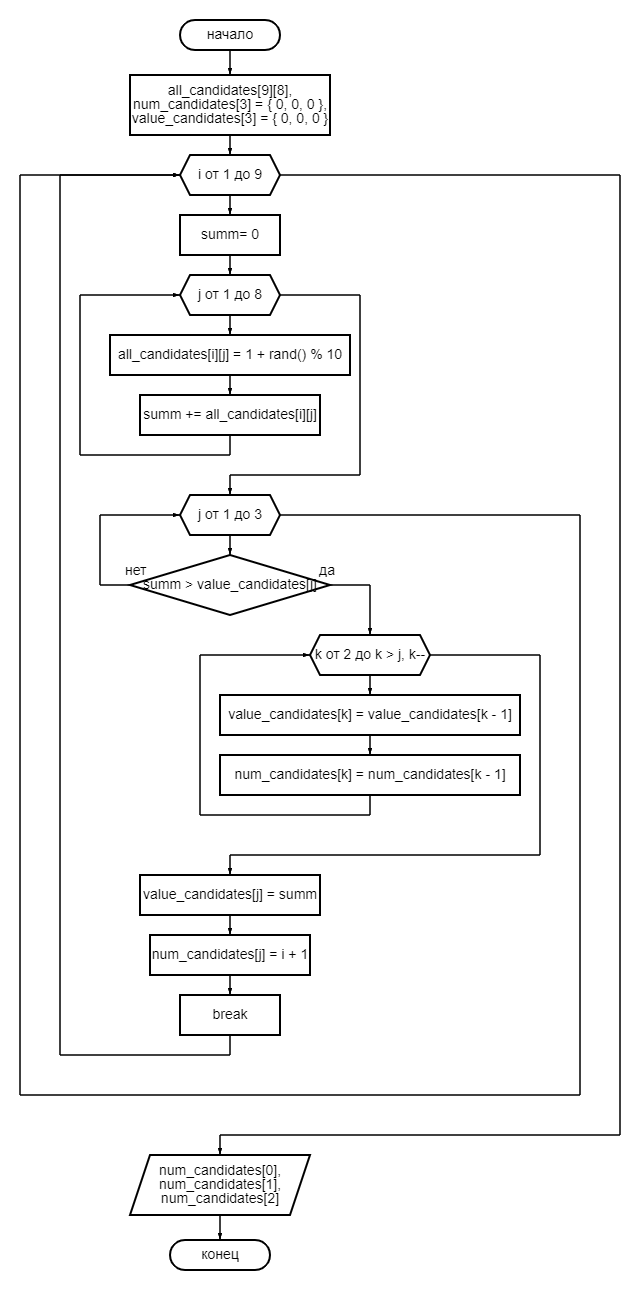 начало
all_candidates[9][8],
num_candidates[3] = { 0, 0, 0 },
value_candidates[3] = { 0, 0, 0 }
i от 1 до 9
summ= 0
j от 1 до 8
all_candidates[i][j] = 1 + rand() % 10
summ += all_candidates[i][j]
j от 1 до 3
нет
да
summ > value_candidates[j]
k от 2 до k > j, k--
value_candidates[k] = value_candidates[k - 1]
num_candidates[k] = num_candidates[k - 1]
value_candidates[j] = summ
num_candidates[j] = i + 1
break
num_candidates[0],
num_candidates[1],
num_candidates[2]
конец